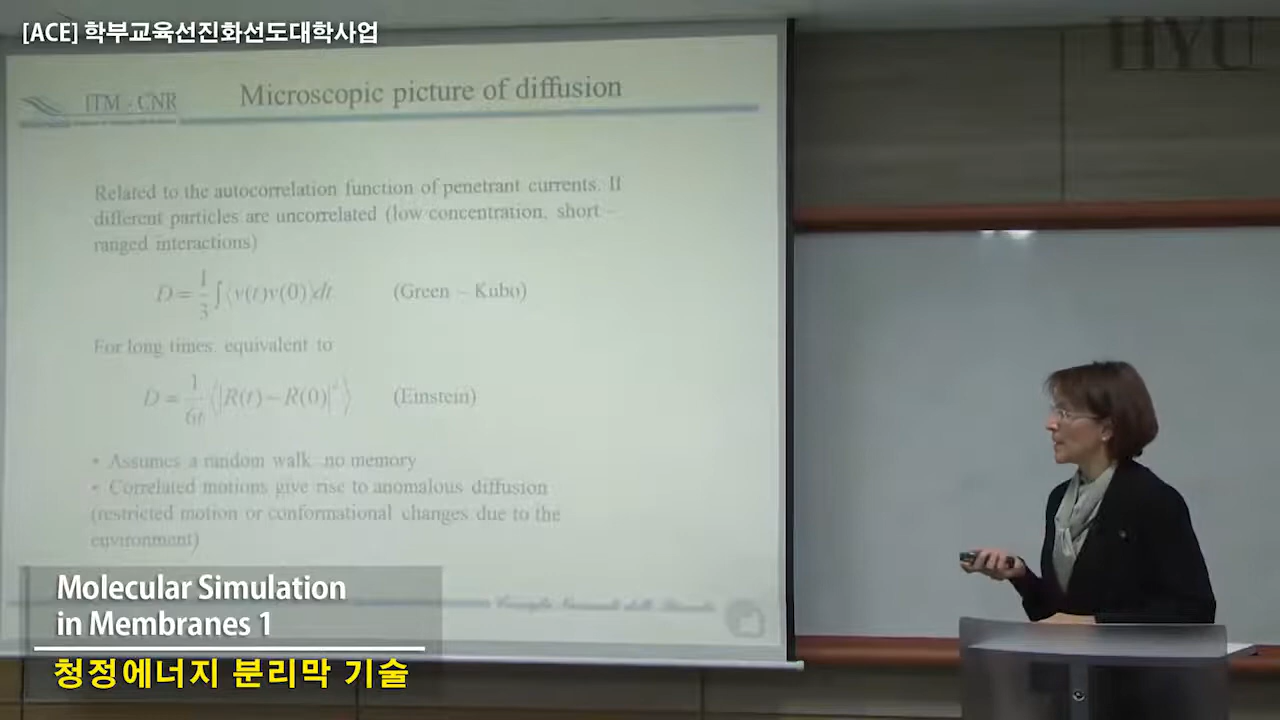 [ACE] 학부교육선진화선도대학사업
HYU
ITM - CNR
Microscopic picture of diffusion
Related to the autocorrelation function of penetrant currents. If
different particles are uncorrelated (low concentration, short –
ranged interactions)
D = 1/3 ∫⟨v(t)v(0)⟩dt (Green – Kubo)
For long times, equivalent to
D = 1/6t ⟨|R(t) – R(0)|²⟩ (Einstein)
• Assumes a random walk no memory
• Correlated motions give rise to anomalous diffusion
(restricted motion or conformational changes due to the
environment)
Molecular Simulation
in Membranes 1
청정에너지 분리막 기술